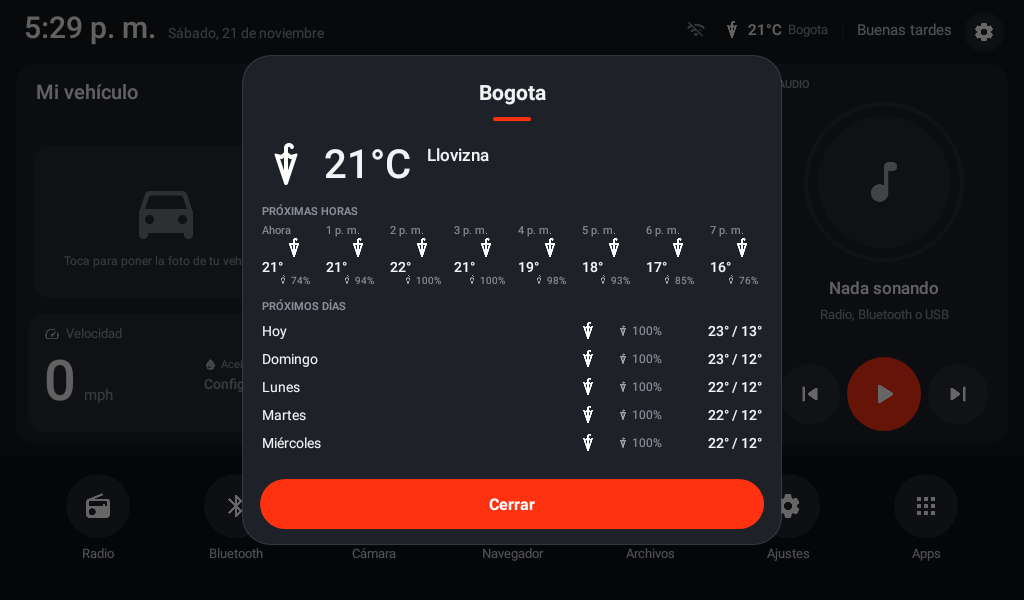 5:29 p. m.
Sábado, 21 de noviembre
21°C Bogota
Buenas tardes
Mi vehículo
Toca para poner la foto de tu veh
Velocidad
0 mph
Acel
Config
Bogota
21°C Llovizna
PRÓXIMAS HORAS
Ahora 1 p. m. 2 p. m. 3 p. m. 4 p. m. 5 p. m. 6 p. m. 7 p. m.
21° 21° 22° 21° 19° 18° 17° 16°
74% 94% 100% 100% 98% 93% 85% 76%
PRÓXIMOS DÍAS
Hoy 100% 23° / 13°
Domingo 100% 23° / 12°
Lunes 100% 22° / 12°
Martes 100% 22° / 12°
Miércoles 100% 22° / 12°
Cerrar
AUDIO
Nada sonando
Radio, Bluetooth o USB
Radio Bluetooth Cámara Navegador Archivos Ajustes Apps